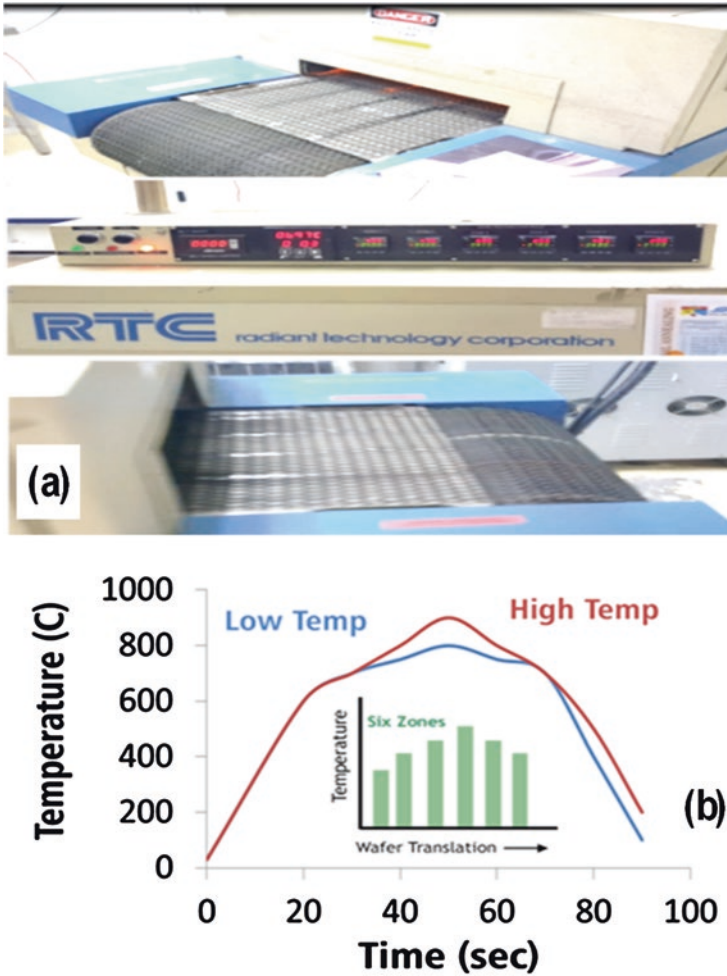 RTC radiant technology corporation
(a)
1000
800
600
400
200
0
Temperature (C)
Low Temp
High Temp
Six Zones
Temperature
Wafer Translation
(b)
0 20 40 60 80 100
Time (sec)